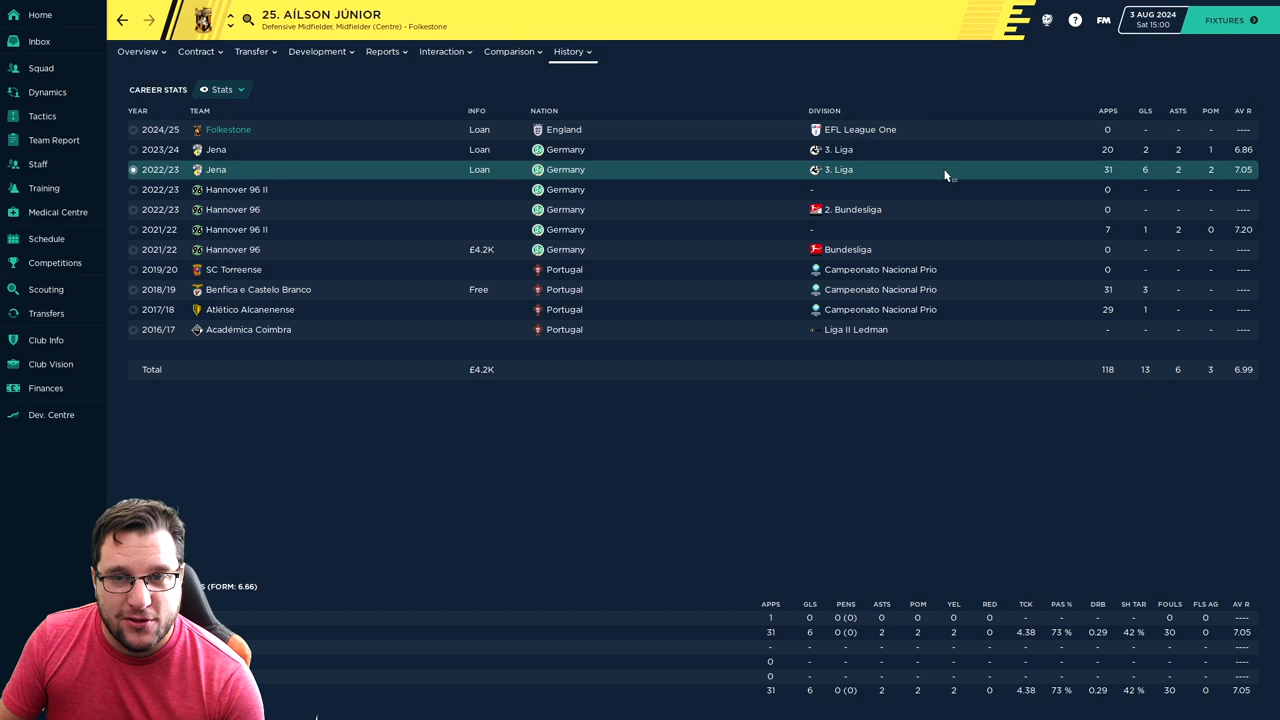 Home
Inbox
Squad
Dynamics
Tactics
Team Report
Staff
Training
Medical Centre
Schedule
Competitions
Scouting
Transfers
Club Info
Club Vision
Finances
Dev. Centre
25. AÍLSON JÚNIOR
Defensive Midfielder, Midfielder (Centre) - Folkestone
? FM 3 AUG 2024 Sat 15:00 FIXTURES
Overview Contract Transfer Development Reports Interaction Comparison History
CAREER STATS Stats
YEAR TEAM INFO NATION DIVISION APPS GLS ASTS POM AV R
2024/25 Folkestone Loan England EFL League One 0 - - - ----
2023/24 Jena Loan Germany 3. Liga 20 2 2 1 6.86
2022/23 Jena Loan Germany 3. Liga 31 6 2 2 7.05
2022/23 Hannover 96 II Germany - 0 - - - ----
2022/23 Hannover 96 Germany 2. Bundesliga 0 - - - ----
2021/22 Hannover 96 II Germany - 7 1 2 0 7.20
2021/22 Hannover 96 £4.2K Germany Bundesliga 0 - - - ----
2019/20 SC Torreense Portugal Campeonato Nacional Prio 0 - - - ----
2018/19 Benfica e Castelo Branco Free Portugal Campeonato Nacional Prio 31 3 - - ----
2017/18 Atlético Alcanenense Portugal Campeonato Nacional Prio 29 1 - - ----
2016/17 Académica Coimbra Portugal Liga II Ledman - - - - ----
Total £4.2K 118 13 6 3 6.99
S (FORM: 6.66)
APPS GLS PENS ASTS POM YEL RED TCK PAS % DRB SH TAR FOULS FLS AG AV R
1 0 0 (0) 0 0 0 0 - - - - 0 0 ----
31 6 0 (0) 2 2 2 0 4.38 73 % 0.29 42 % 30 0 7.05
- - - - - - - - - - - - - ----
0 - - - - - - - - - - - - ----
0 - - - - - - - - - - - - ----
31 6 0 (0) 2 2 2 0 4.38 73 % 0.29 42 % 30 0 7.05